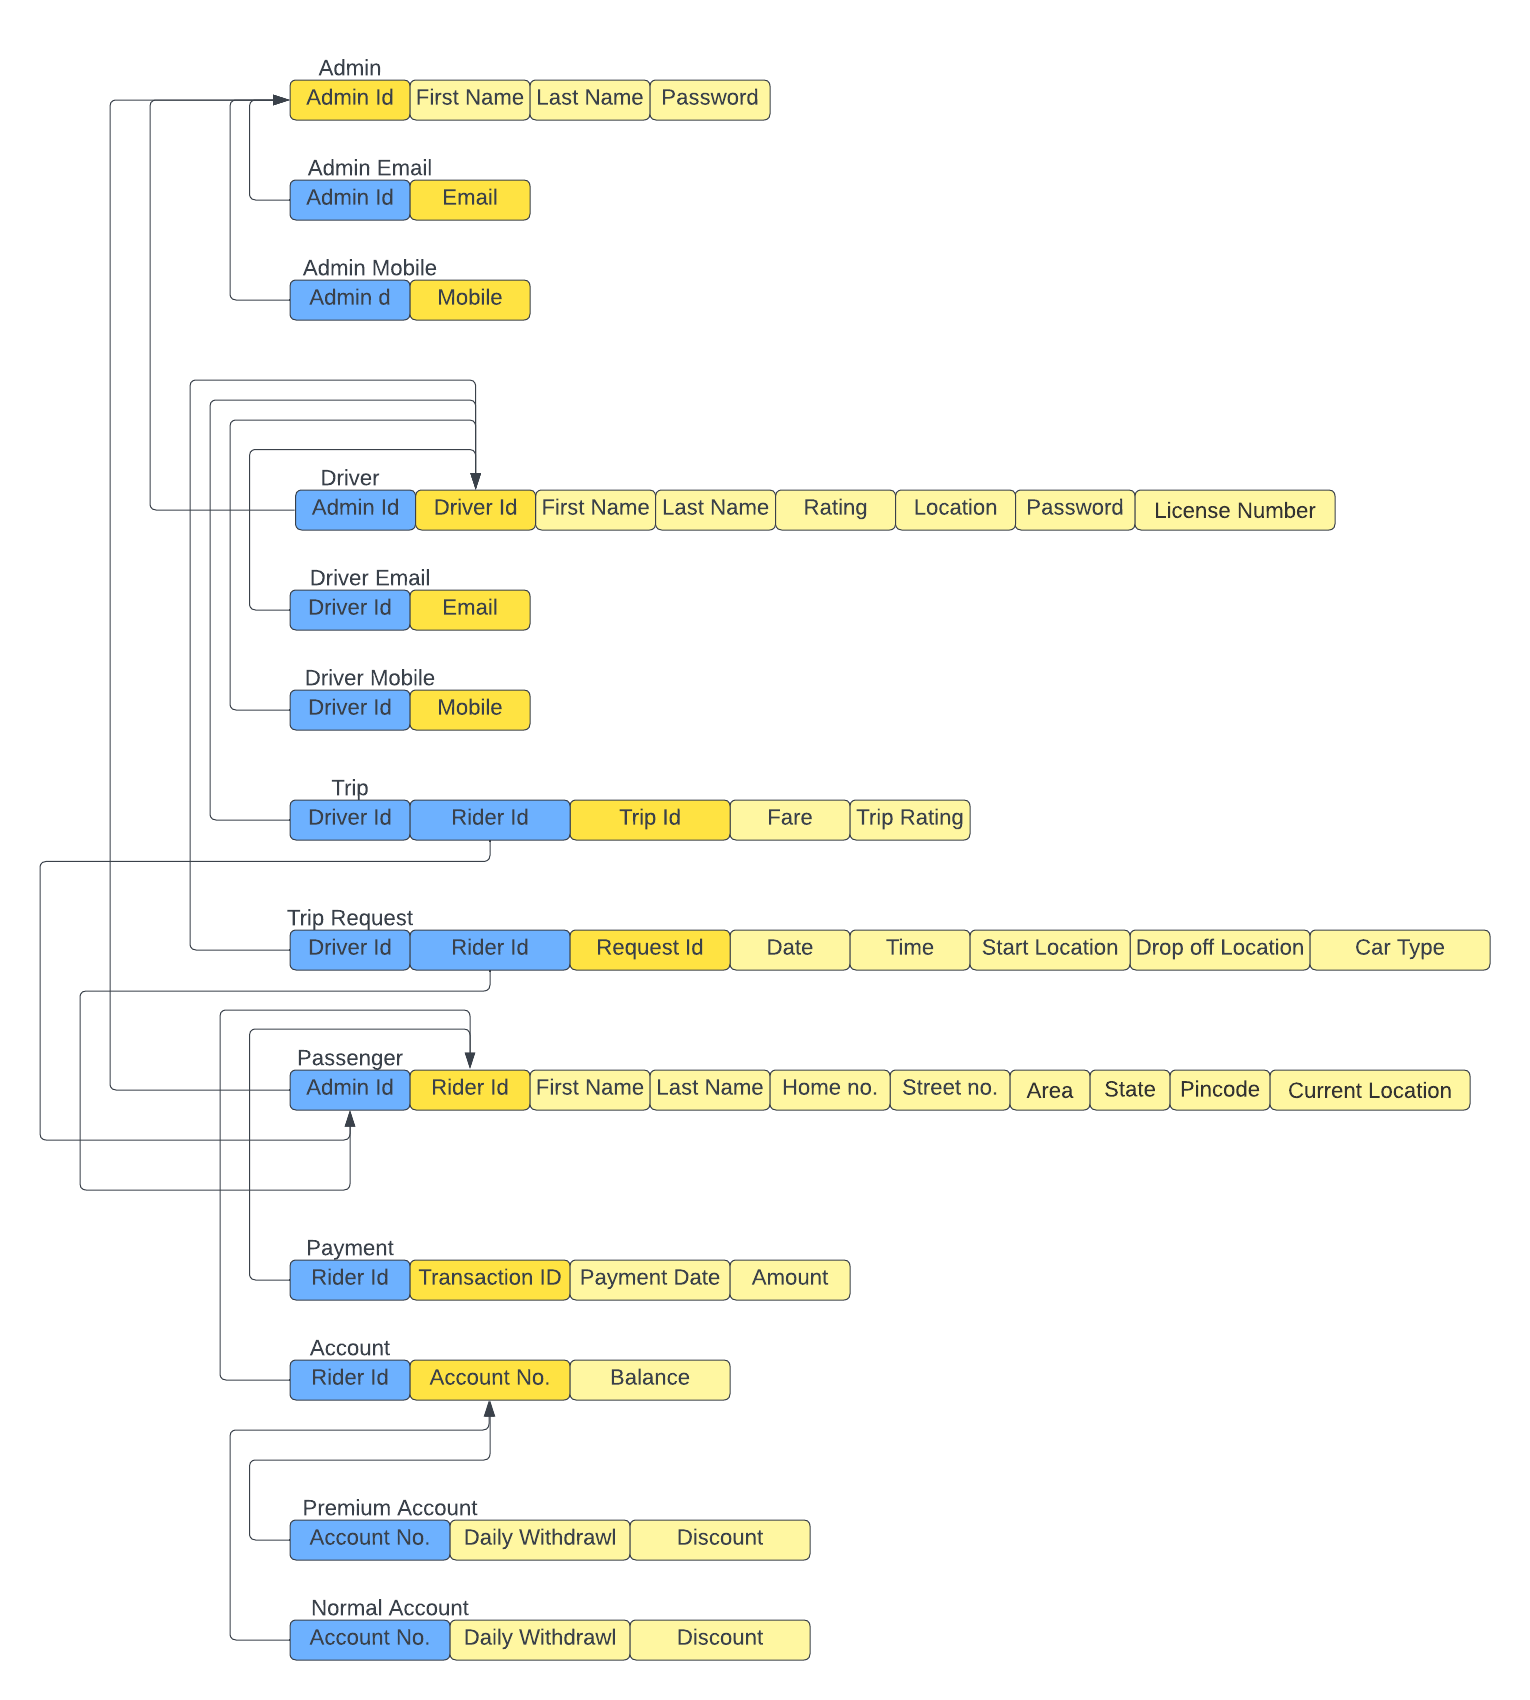 Admin
Admin Id First Name Last Name Password
Admin Email
Admin Id Email
Admin Mobile
Admin d Mobile
Driver
Admin Id Driver Id First Name Last Name Rating Location Password License Number
Driver Email
Driver Id Email
Driver Mobile
Driver Id Mobile
Trip
Driver Id Rider Id Trip Id Fare Trip Rating
Trip Request
Driver Id Rider Id Request Id Date Time Start Location Drop off Location Car Type
Passenger
Admin Id Rider Id First Name Last Name Home no. Street no. Area State Pincode Current Location
Payment
Rider Id Transaction ID Payment Date Amount
Account
Rider Id Account No. Balance
Premium Account
Account No. Daily Withdrawl Discount
Normal Account
Account No. Daily Withdrawl Discount